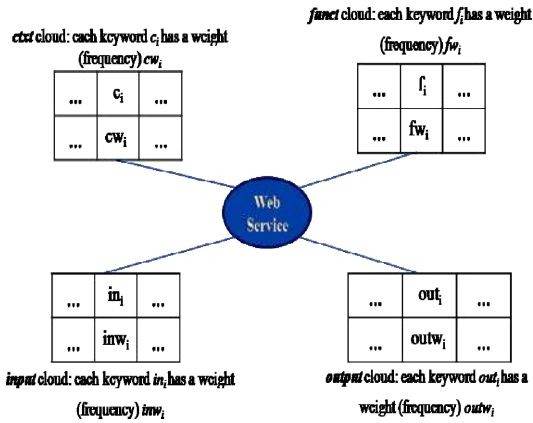 ctxt cloud: each keyword ci has a weight
(frequency) cwi
... ci ...
... cwi ...
funct cloud: each keyword fi has a weight
(frequency) fwi
... fi ...
... fwi ...
Web
Service
... ini ...
... inwi ...
input cloud: each keyword ini has a weight
(frequency) inwi
... outi ...
... outwi ...
output cloud: each keyword outi has a
weight (frequency) outwi